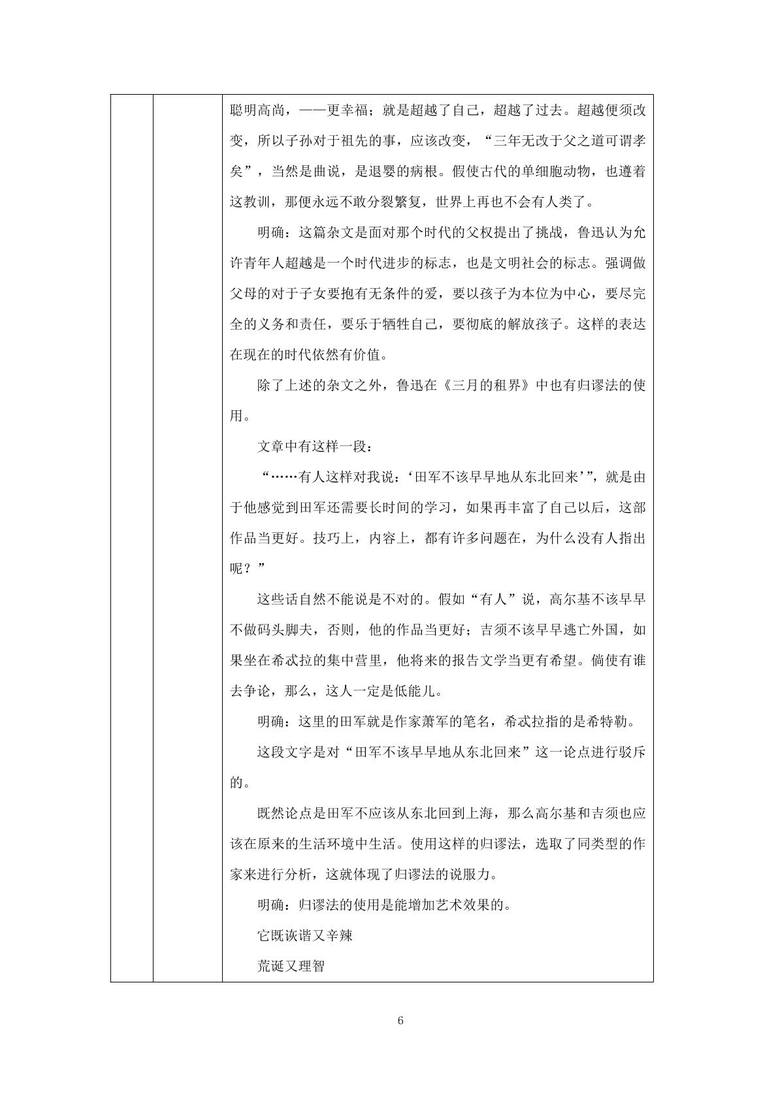 聪明高尚，——更幸福；就是超越了自己，超越了过去。超越便须改
变，所以子孙对于祖先的事，应该改变，“三年无改于父之道可谓孝
矣”，当然是曲说，是退婴的病根。假使古代的单细胞动物，也遵着
这教训，那便永远不敢分裂繁复，世界上再也不会有人类了。
明确：这篇杂文是面对那个时代的父权提出了挑战，鲁迅认为允
许青年人超越是一个时代进步的标志，也是文明社会的标志。强调做
父母的对于子女要抱有无条件的爱，要以孩子为本位为中心，要尽完
全的义务和责任，要乐于牺牲自己，要彻底的解放孩子。这样的表达
在现在的时代依然有价值。
除了上述的杂文之外，鲁迅在《三月的租界》中也有归谬法的使
用。
文章中有这样一段：
“……有人这样对我说：‘田军不该早早地从东北回来’”，就是由
于他感觉到田军还需要长时间的学习，如果再丰富了自己以后，这部
作品当更好。技巧上，内容上，都有许多问题在，为什么没有人指出
呢？”
这些话自然不能说是不对的。假如“有人”说，高尔基不该早早
不做码头脚夫，否则，他的作品当更好；吉须不该早早逃亡外国，如
果坐在希忒拉的集中营里，他将来的报告文学当更有希望。倘使有谁
去争论，那么，这人一定是低能儿。
明确：这里的田军就是作家萧军的笔名，希忒拉指的是希特勒。
这段文字是对“田军不该早早地从东北回来”这一论点进行驳斥
的。
既然论点是田军不应该从东北回到上海，那么高尔基和吉须也应
该在原来的生活环境中生活。使用这样的归谬法，选取了同类型的作
家来进行分析，这就体现了归谬法的说服力。
明确：归谬法的使用是能增加艺术效果的。
它既诙谐又辛辣
荒诞又理智
6